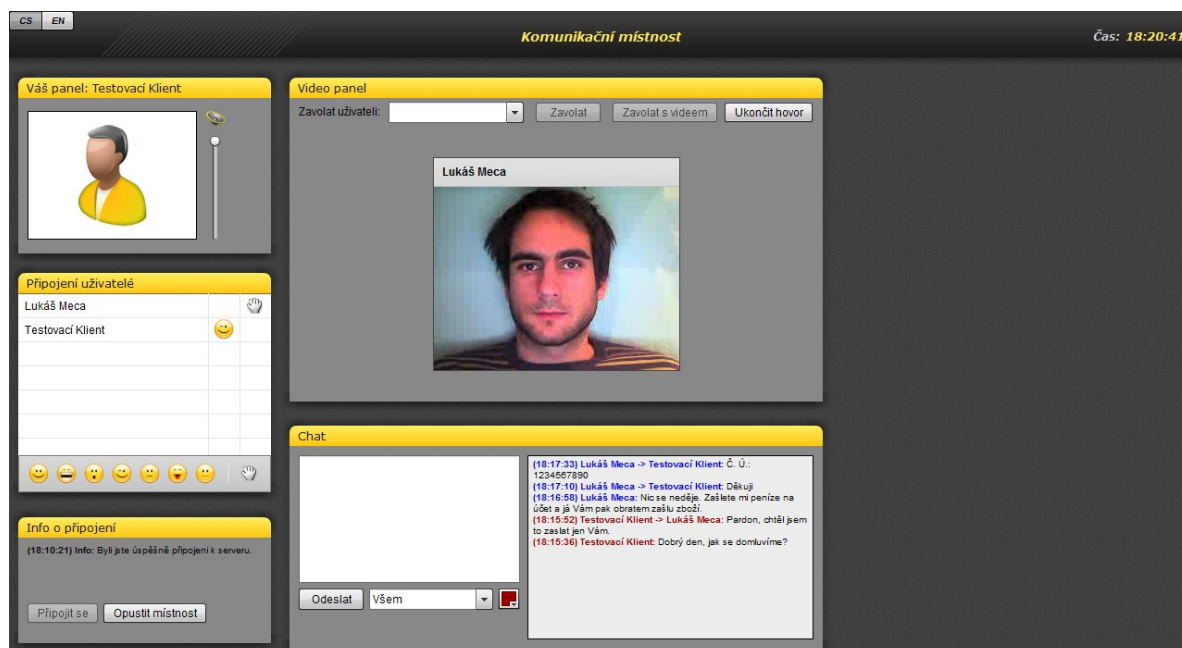 CS EN
Komunikační místnost
Čas: 18:20:41
Váš panel: Testovací Klient
Připojení uživatelé
Lukáš Meca
Testovací Klient
Info o připojení
(18:10:21) Info: Byli jste úspěšně připojeni k serveru.
Připojit se Opustit místnost
Video panel
Zavolat uživateli: Zavolat Zavolat s videem Ukončit hovor
Lukáš Meca
Chat
(18:17:33) Lukáš Meca -> Testovací Klient: Č. Ú.:
1234567890
(18:17:10) Lukáš Meca -> Testovací Klient: Děkuji
(18:16:58) Lukáš Meca: Nic se neděje. Zašlete mi peníze na
účet a já Vám pak obratem zašlu zboží.
(18:15:52) Testovací Klient -> Lukáš Meca: Pardon, chtěl jsem
to zaslat jen Vám.
(18:15:36) Testovací Klient: Dobrý den, jak se domluvíme?
Odeslat Všem